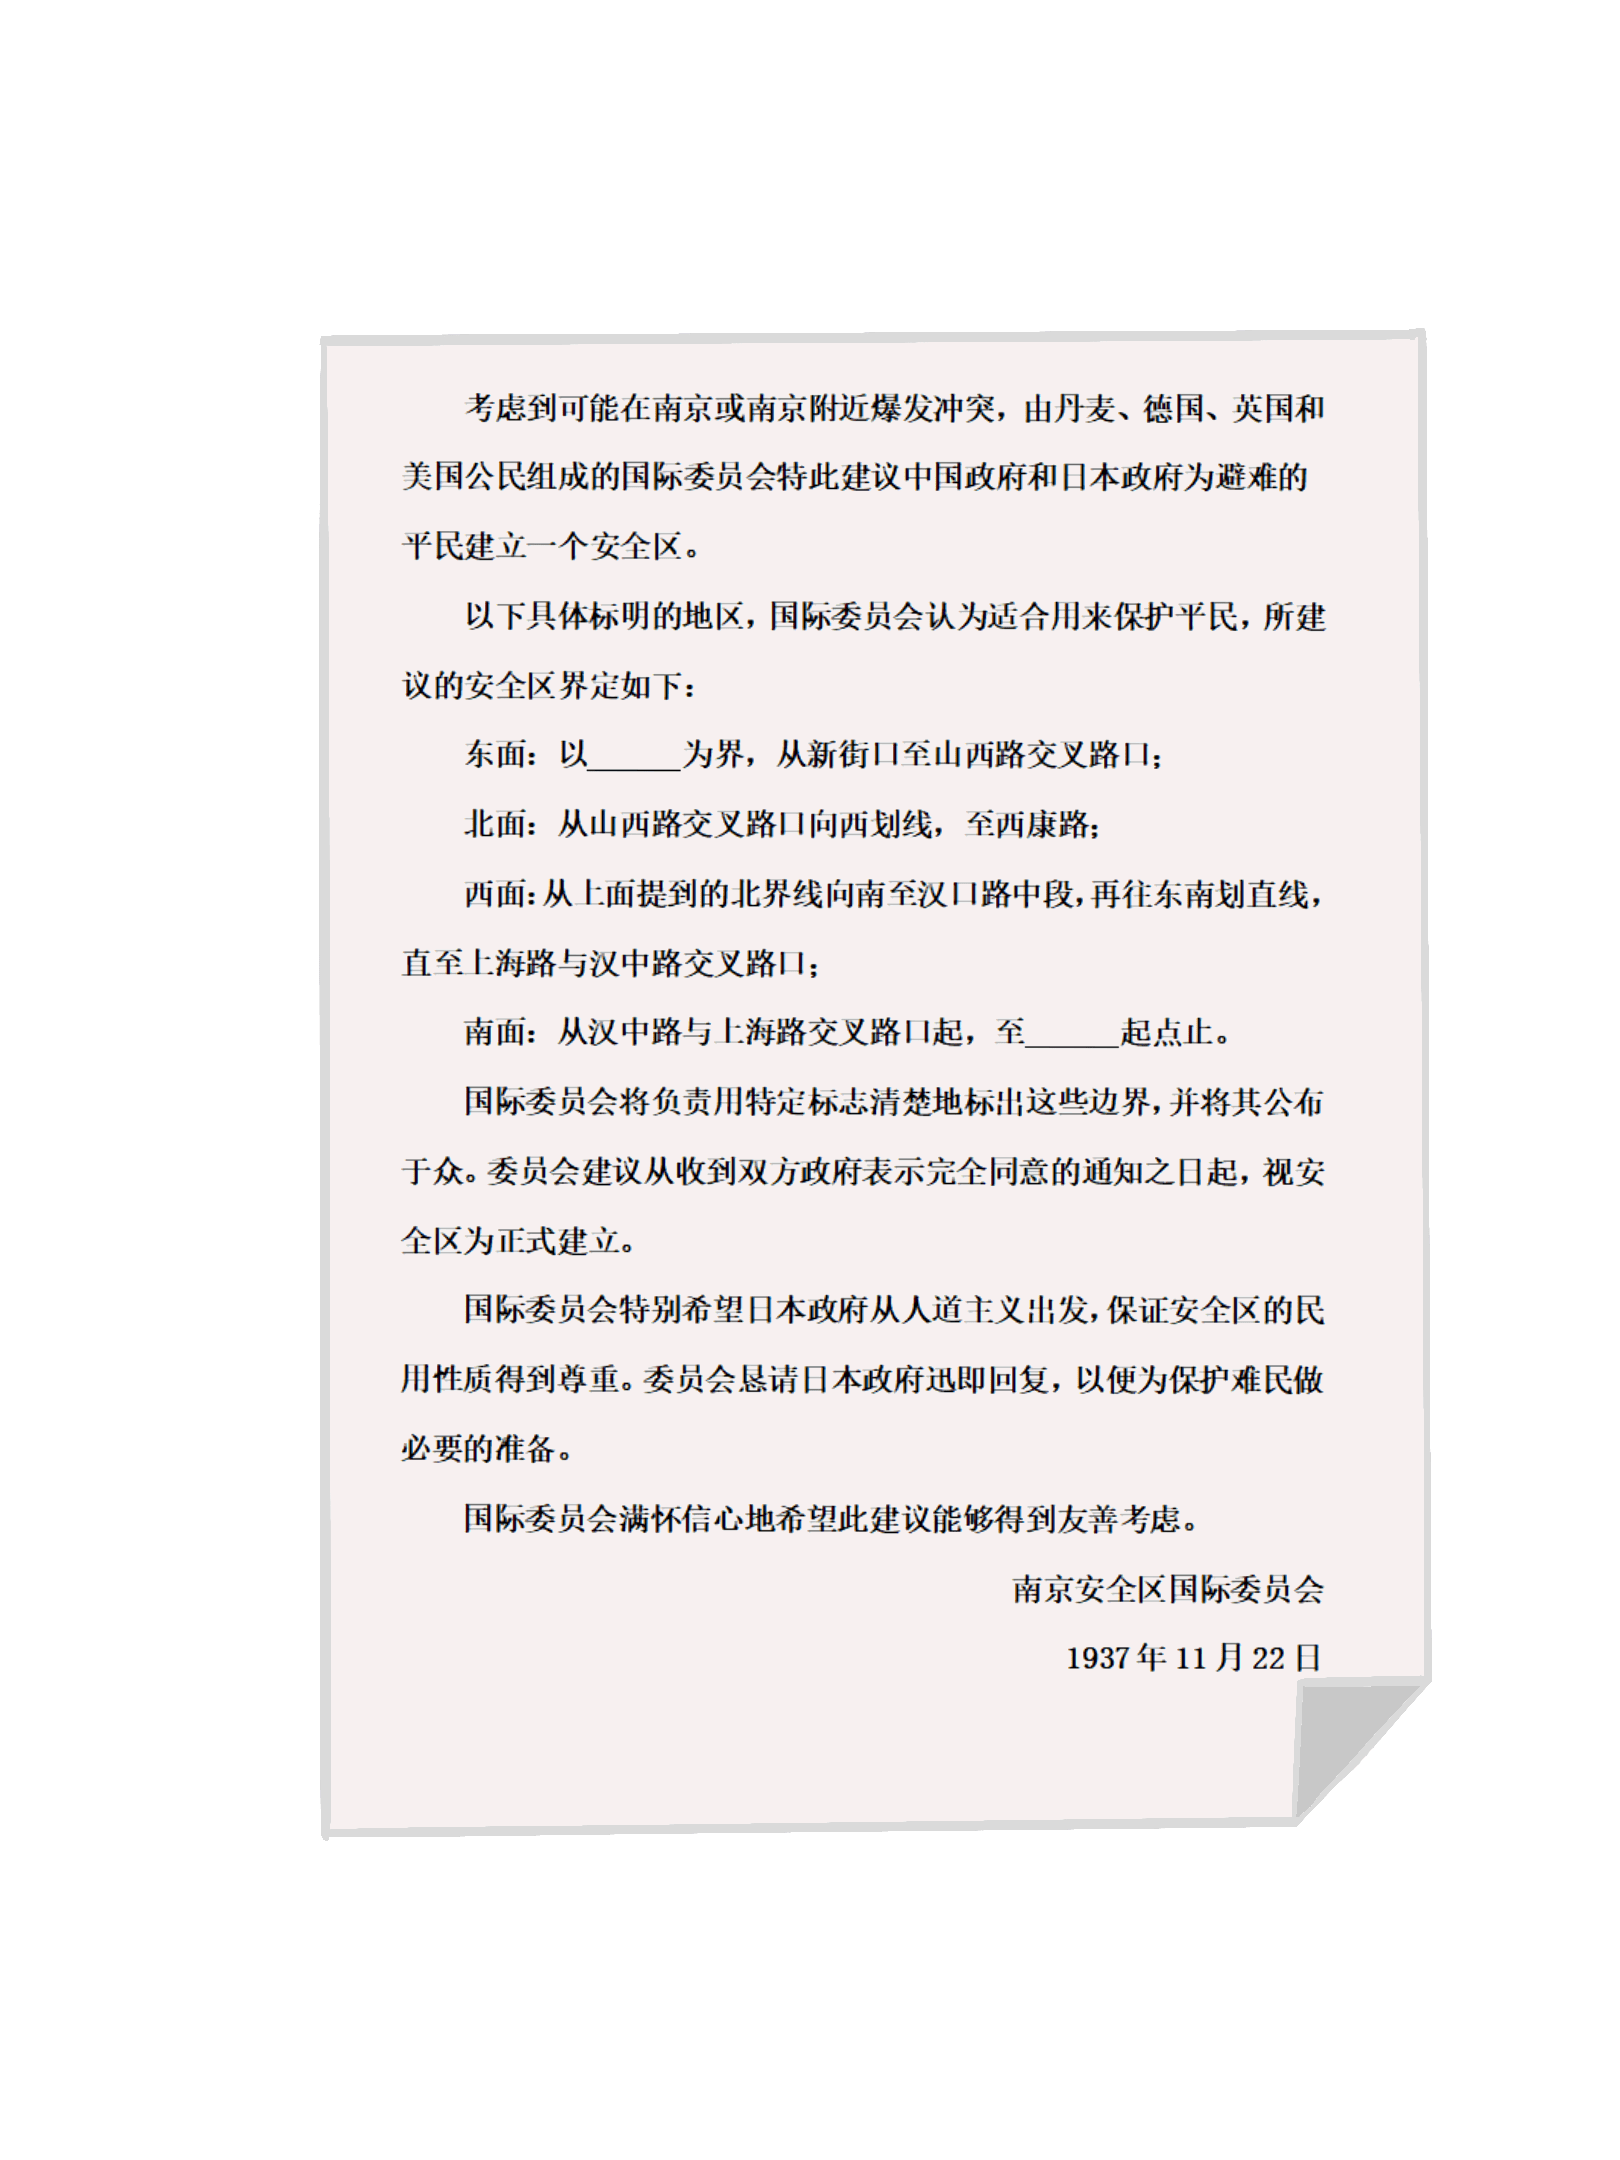 考虑到可能在南京或南京附近爆发冲突，由丹麦、德国、英国和
美国公民组成的国际委员会特此建议中国政府和日本政府为避难的
平民建立一个安全区。
以下具体标明的地区，国际委员会认为适合用来保护平民，所建
议的安全区界定如下：
东面：以______为界，从新街口至山西路交叉路口；
北面：从山西路交叉路口向西划线，至西康路；
西面：从上面提到的北界线向南至汉口路中段，再往东南划直线，
直至上海路与汉中路交叉路口；
南面：从汉中路与上海路交叉路口起，至______起点止。
国际委员会将负责用特定标志清楚地标出这些边界，并将其公布
于众。委员会建议从收到双方政府表示完全同意的通知之日起，视安
全区为正式建立。
国际委员会特别希望日本政府从人道主义出发，保证安全区的民
用性质得到尊重。委员会恳请日本政府迅即回复，以便为保护难民做
必要的准备。
国际委员会满怀信心地希望此建议能够得到友善考虑。
南京安全区国际委员会
1937年11月22日